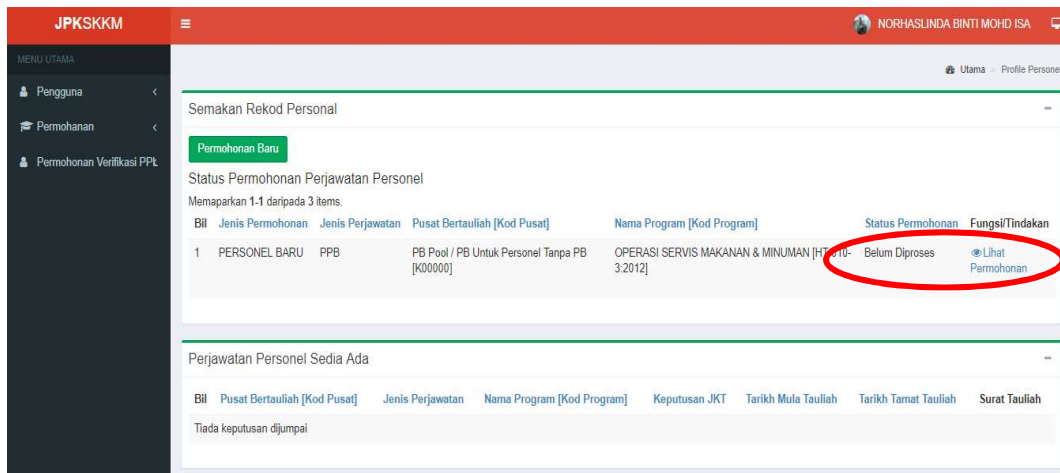 JPKSKKM
NORHASLINDA BINTI MOHD ISA
MENU UTAMA
Utama > Profile Persone
Pengguna
Permohanan
Permohonan Verifikasi PPL
Semakan Rekod Personal
Permohonan Baru
Status Permohonan Perjawatan Personel
Memaparkan 1-1 daripada 3 items.
Bil Jenis Permohonan Jenis Perjawatan Pusat Bertauliah [Kod Pusat] Nama Program [Kod Program] Status Permohonan Fungsi/Tindakan
1 PERSONEL BARU PPB PB Pool / PB Untuk Personel Tanpa PB OPERASI SERVIS MAKANAN & MINUMAN Belum Diproses Lihat
[K00000] 3:2012] Permohonan
Perjawatan Personel Sedia Ada
Bil Pusat Bertauliah [Kod Pusat] Jenis Perjawatan Nama Program [Kod Program] Keputusan JKT Tarikh Mula Tauliah Tarikh Tamat Tauliah Surat Tauliah
Tiada keputusan dijumpai